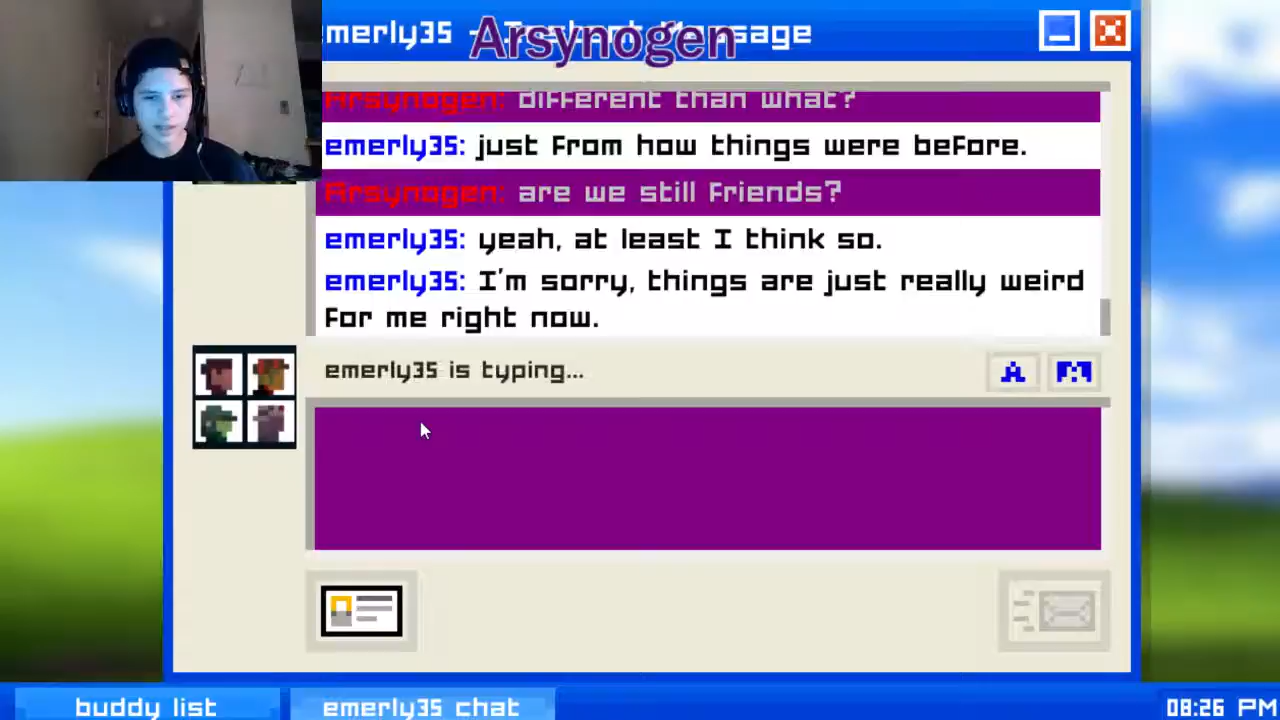 emerly35 - Instant Message
Arsynogen
Arsynogen: different than what?
emerly35: just from how things were before.
Arsynogen: are we still friends?
emerly35: yeah, at least I think so.
emerly35: I'm sorry, things are just really weird
for me right now.
emerly35 is typing...
A
buddy list
emerly35 chat
08:26 PM